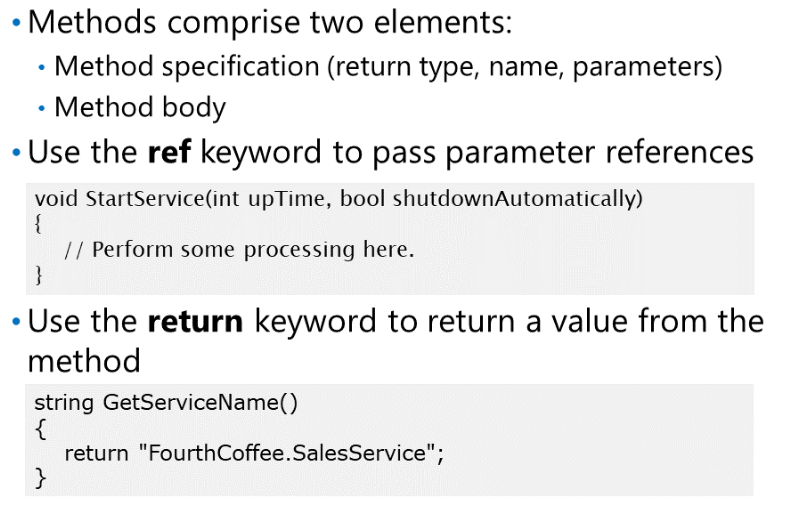 • Methods comprise two elements:
• Method specification (return type, name, parameters)
• Method body
• Use the ref keyword to pass parameter references
void StartService(int upTime, bool shutdownAutomatically)
{
// Perform some processing here.
}
• Use the return keyword to return a value from the
method
string GetServiceName()
{
return "FourthCoffee.SalesService";
}